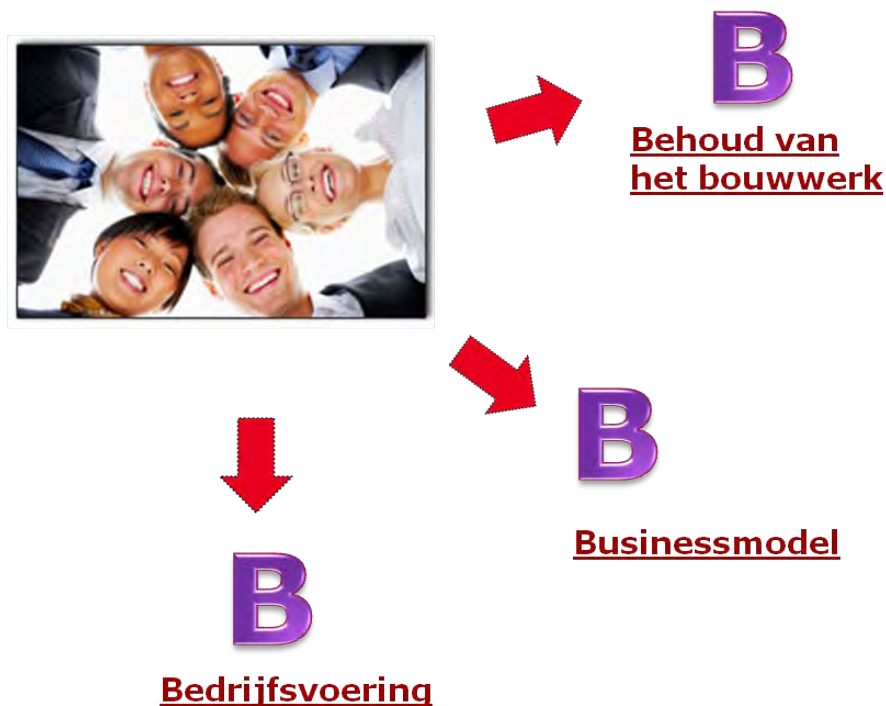 B
Behoud van
het bouwwerk
B
Businessmodel
B
Bedrijfsvoering